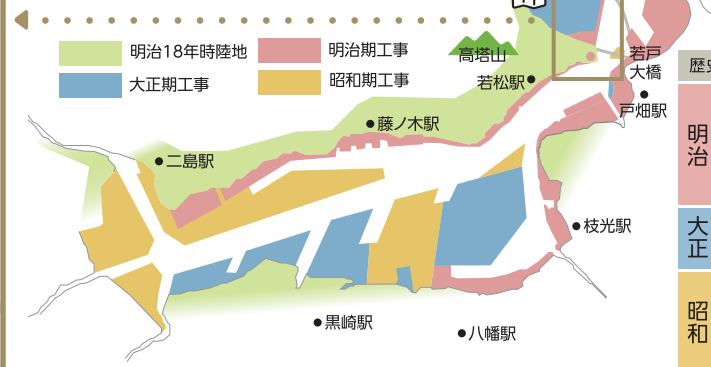 明治18年時陸地
明治期工事
大正期工事
昭和期工事
高塔山
若松駅
若戸
大橋
戸畑駅
藤ノ木駅
二島駅
枝光駅
黒崎駅
八幡駅
歴
明治
大正
昭和